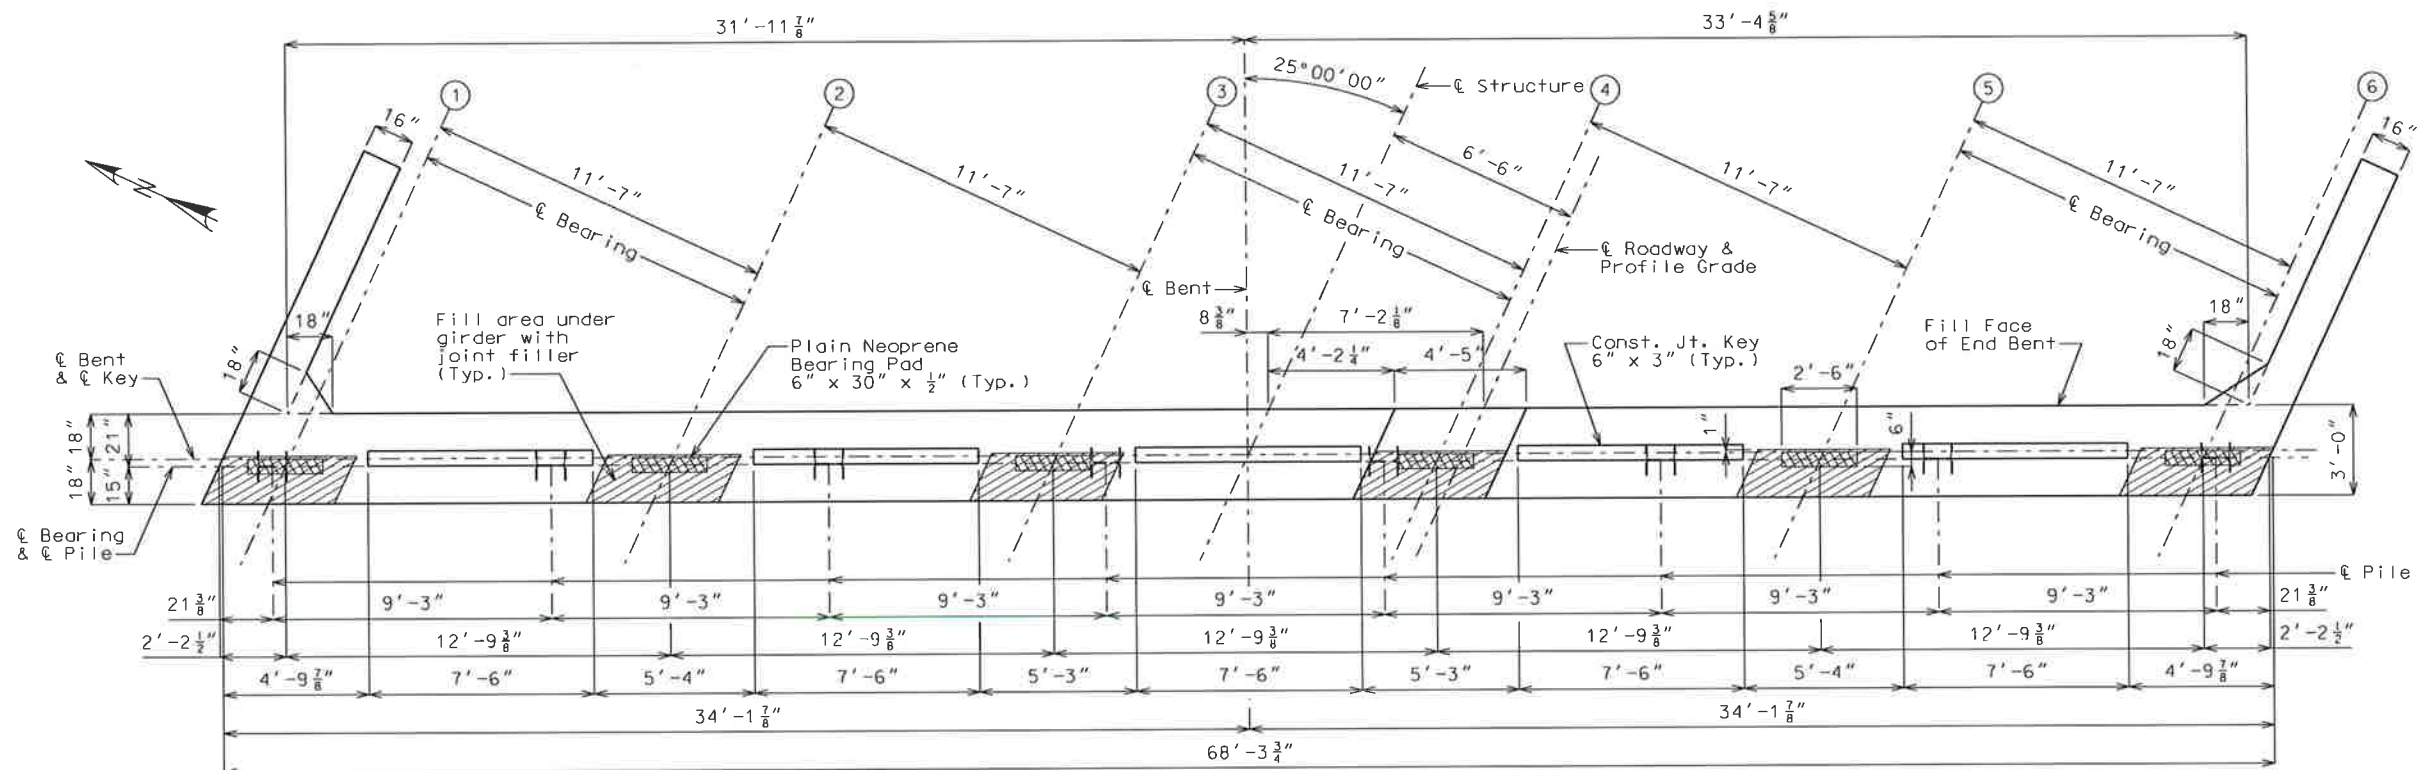 31'-11 7/8"
33'-4 5/8"
25°00'00"
℄ Structure
1
2
3
4
5
6
16"
16"
N
11'-7"
11'-7"
11'-7"
6'-6"
11'-7"
11'-7"
℄ Bearing
℄ Bearing
℄ Bearing
℄ Roadway &
Profile Grade
℄ Bent
8 3/8"
7'-2 1/8"
4'-2 1/4"
4'-5"
18"
18"
18"
18"
Fill area under
girder with
joint filler
(Typ.)
Plain Neoprene
Bearing Pad
6" x 30" x 1/2" (Typ.)
Const. Jt. Key
6" x 3" (Typ.)
Fill Face
of End Bent
2'-6"
1"
6"
3'-0"
℄ Bent
& ℄ Key
18"
21"
18"
15"
℄ Bearing
& ℄ Pile
℄ Pile
21 3/8"
9'-3"
9'-3"
9'-3"
9'-3"
9'-3"
9'-3"
9'-3"
21 3/8"
2'-2 1/2"
12'-9 3/8"
12'-9 3/8"
12'-9 3/8"
12'-9 3/8"
12'-9 3/8"
2'-2 1/2"
4'-9 7/8"
7'-6"
5'-4"
7'-6"
5'-3"
7'-6"
5'-3"
7'-6"
5'-4"
7'-6"
4'-9 7/8"
34'-1 7/8"
34'-1 7/8"
68'-3 3/4"